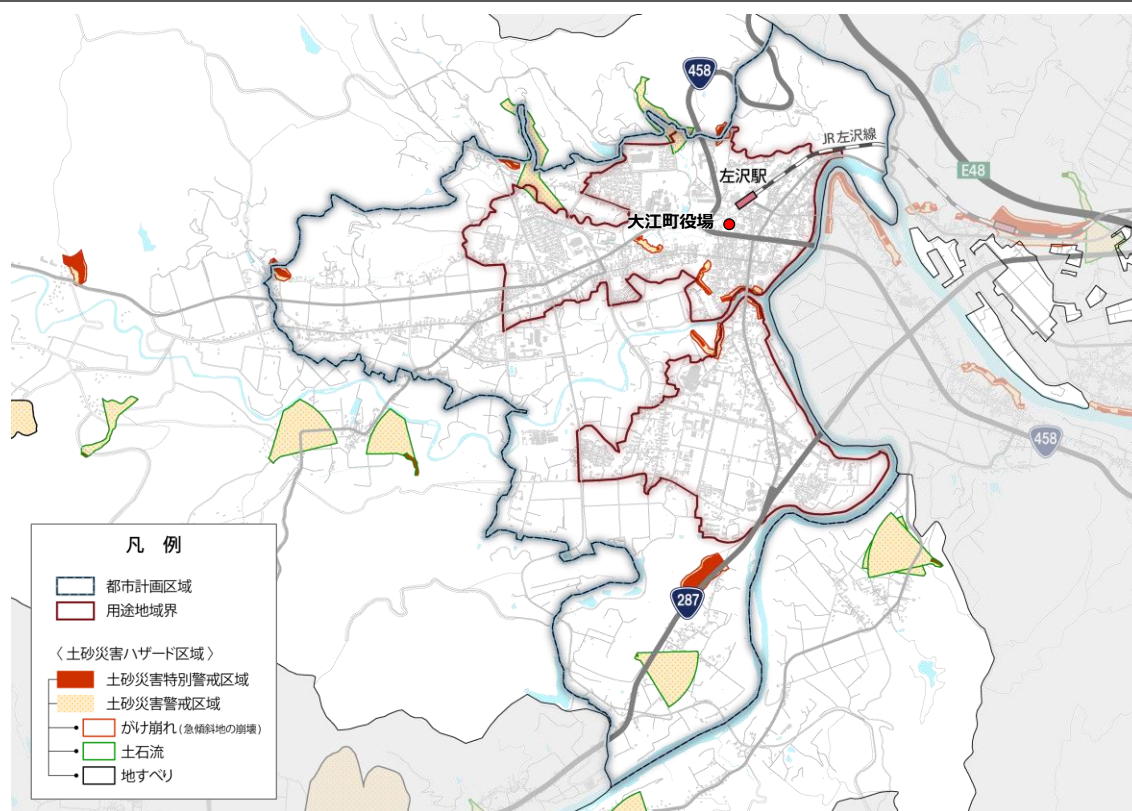 458
JR左沢線
左沢駅
E48
大江町役場
458
287
凡 例
都市計画区域
用途地域界
〈 土砂災害ハザード区域 〉
土砂災害特別警戒区域
土砂災害警戒区域
がけ崩れ(急傾斜地の崩壊)
土石流
地すべり